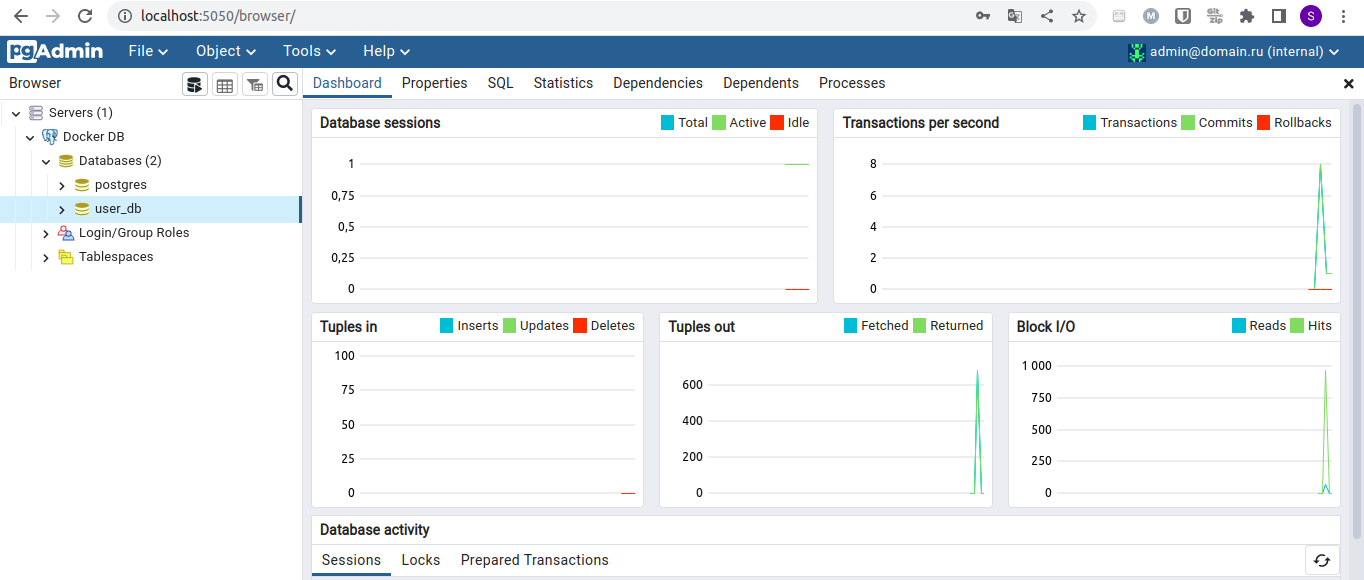 localhost:5050/browser/
S
pgAdmin File Object Tools Help admin@domain.ru (internal)
Browser
Dashboard Properties SQL Statistics Dependencies Dependents Processes
Servers (1)
Docker DB
Databases (2)
postgres
user_db
Login/Group Roles
Tablespaces
Database sessions Total Active Idle
1
0,75
0,5
0,25
0
Transactions per second Transactions Commits Rollbacks
8
6
4
2
0
Tuples in Inserts Updates Deletes
100
75
50
25
0
Tuples out Fetched Returned
600
400
200
0
Block I/O Reads Hits
1 000
750
500
250
0
Database activity
Sessions Locks Prepared Transactions